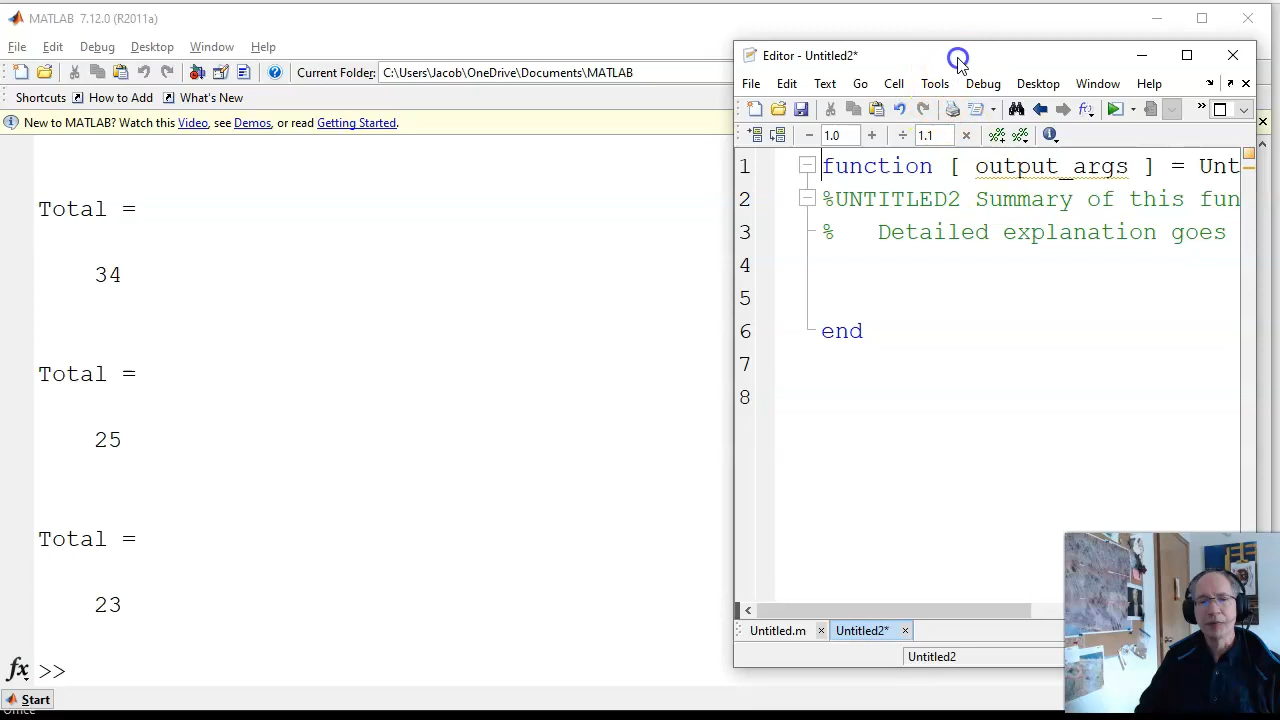 MATLAB 7.12.0 (R2011a)
File Edit Debug Desktop Window Help
Current Folder: C:\Users\Jacob\OneDrive\Documents\MATLAB
Shortcuts How to Add What's New
New to MATLAB? Watch this Video, see Demos, or read Getting Started.
Total =
34
Total =
25
Total =
23
fx >>
Start
Editor - Untitled2*
File Edit Text Go Cell Tools Debug Desktop Window Help
− 1.0 + ÷ 1.1 ×
1 function [ output_args ] = Unt
2 %UNTITLED2 Summary of this fun
3 % Detailed explanation goes
4
5
6 end
7
8
Untitled.m × Untitled2* ×
Untitled2